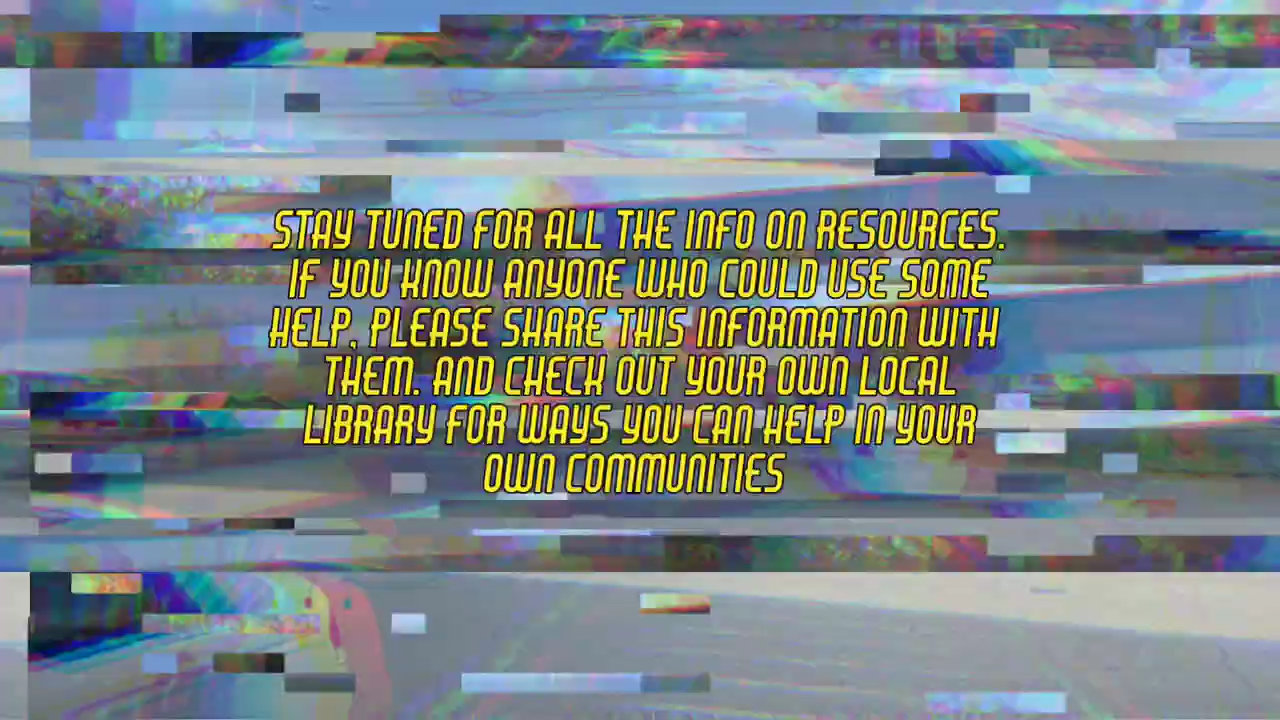 STAY TUNED FOR ALL THE INFO ON RESOURCES.
IF YOU KNOW ANYONE WHO COULD USE SOME
HELP, PLEASE SHARE THIS INFORMATION WITH
THEM. AND CHECK OUT YOUR OWN LOCAL
LIBRARY FOR WAYS YOU CAN HELP IN YOUR
OWN COMMUNITIES